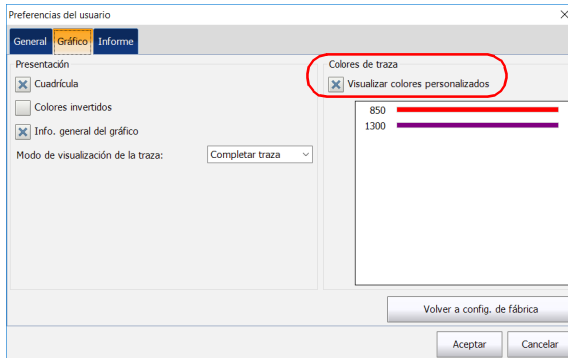 Preferencias del usuario
General Gráfico Informe
Presentación
Cuadrícula
Colores invertidos
Info. general del gráfico
Modo de visualización de la traza: Completar traza
Colores de traza
Visualizar colores personalizados
850
1300
Volver a config. de fábrica
Aceptar Cancelar